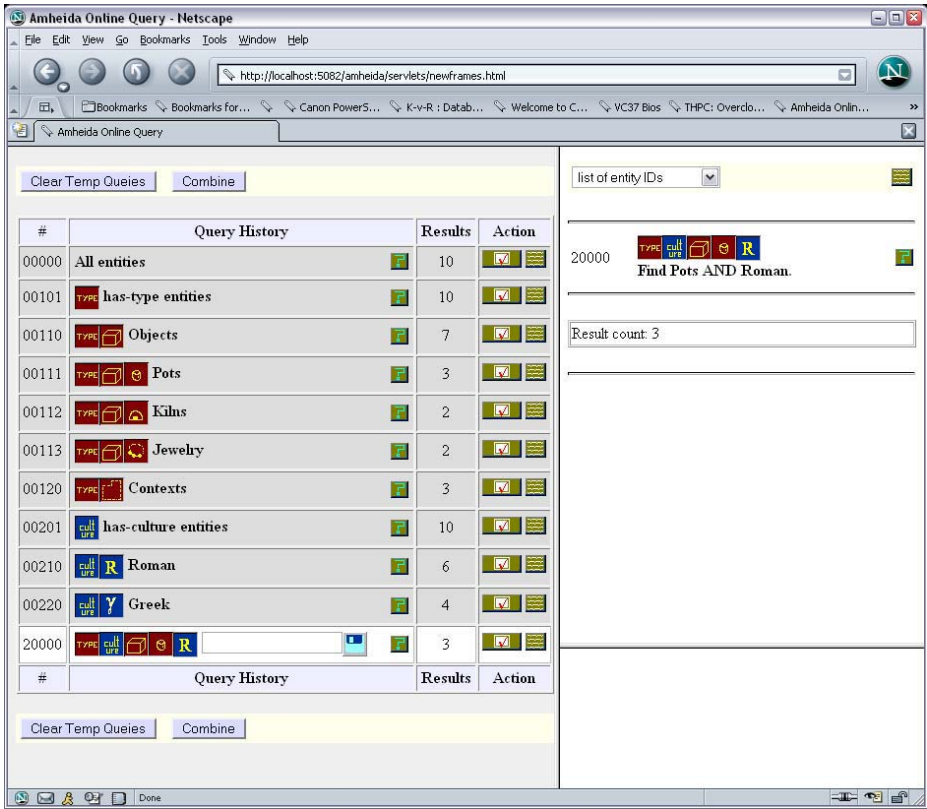 Amheida Online Query - Netscape
File Edit View Go Bookmarks Tools Window Help
http://localhost:5082/amheida/servlets/newframes.html
N
Bookmarks Bookmarks for... Canon PowerS... K-v-R : Datab... Welcome to C... VC37 Bios THPC: Overclo... Amheida Onlin... »
Amheida Online Query
Clear Temp Queies Combine
# Query History Results Action
00000 All entities 10
00101 TYPE has-type entities 10
00110 TYPE Objects 7
00111 TYPE Pots 3
00112 TYPE Kilns 2
00113 TYPE Jewelry 2
00120 TYPE Contexts 3
00201 cult ure has-culture entities 10
00210 cult ure R Roman 6
00220 cult ure γ Greek 4
20000 TYPE cult ure R 3
# Query History Results Action
Clear Temp Queies Combine
list of entity IDs
20000 TYPE cult ure R
Find Pots AND Roman.
Result count: 3
Done